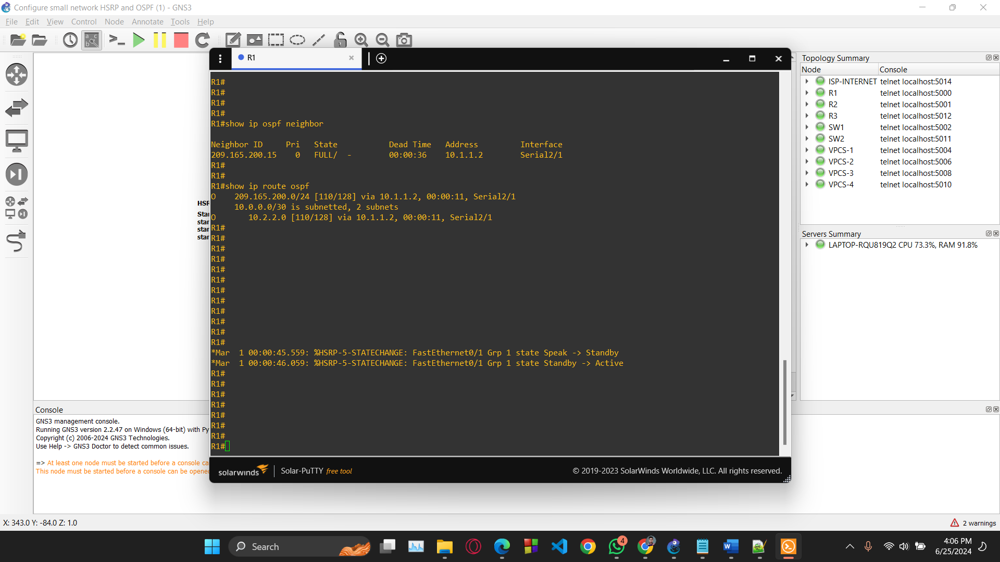 Configure small network HSRP and OSPF (1) - GNS3
File Edit View Control Node Annotate Tools Help
R1
R1#
R1#
R1#
R1#
R1#show ip ospf neighbor
Neighbor ID Pri State Dead Time Address Interface
209.165.200.15 0 FULL/ - 00:00:36 10.1.1.2 Serial2/1
R1#
R1#
R1#show ip route ospf
O 209.165.200.0/24 [110/128] via 10.1.1.2, 00:00:11, Serial2/1
10.0.0.0/30 is subnetted, 2 subnets
O 10.2.2.0 [110/128] via 10.1.1.2, 00:00:11, Serial2/1
R1#
R1#
R1#
R1#
R1#
R1#
R1#
R1#
R1#
R1#
R1#
R1#
*Mar 1 00:00:45.559: %HSRP-5-STATECHANGE: FastEthernet0/1 Grp 1 state Speak -> Standby
*Mar 1 00:00:46.059: %HSRP-5-STATECHANGE: FastEthernet0/1 Grp 1 state Standby -> Active
R1#
R1#
R1#
R1#
R1#
R1#
R1#
R1#
solarwinds Solar-PuTTY free tool
© 2019-2023 SolarWinds Worldwide, LLC. All rights reserved.
Topology Summary
Node Console
ISP-INTERNET telnet localhost:5014
R1 telnet localhost:5000
R2 telnet localhost:5001
R3 telnet localhost:5012
SW1 telnet localhost:5002
SW2 telnet localhost:5011
VPCS-1 telnet localhost:5004
VPCS-2 telnet localhost:5006
VPCS-3 telnet localhost:5008
VPCS-4 telnet localhost:5010
Servers Summary
LAPTOP-RQU819Q2 CPU 73.3%, RAM 91.8%
Console
GNS3 management console.
Running GNS3 version 2.2.47 on Windows (64-bit) with Py
Copyright (c) 2006-2024 GNS3 Technologies.
Use Help -> GNS3 Doctor to detect common issues.
=> At least one node must be started before a console ca
This node must be started before a console can be opene
X: 343.0 Y: -84.0 Z: 1.0
2 warnings
Search
4
4:06 PM
6/25/2024